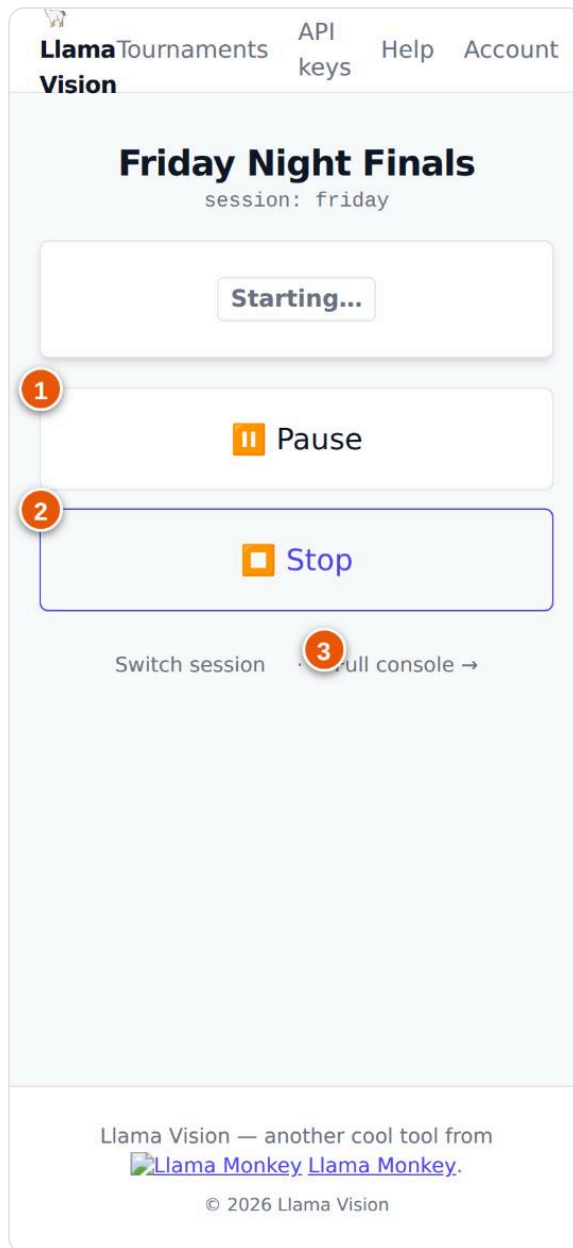 Llama Vision
Tournaments
API keys
Help
Account
Friday Night Finals
session: friday
Starting...
1
Pause
2
Stop
3
Switch session · console →
Llama Vision — another cool tool from
Llama Monkey Llama Monkey.
© 2026 Llama Vision